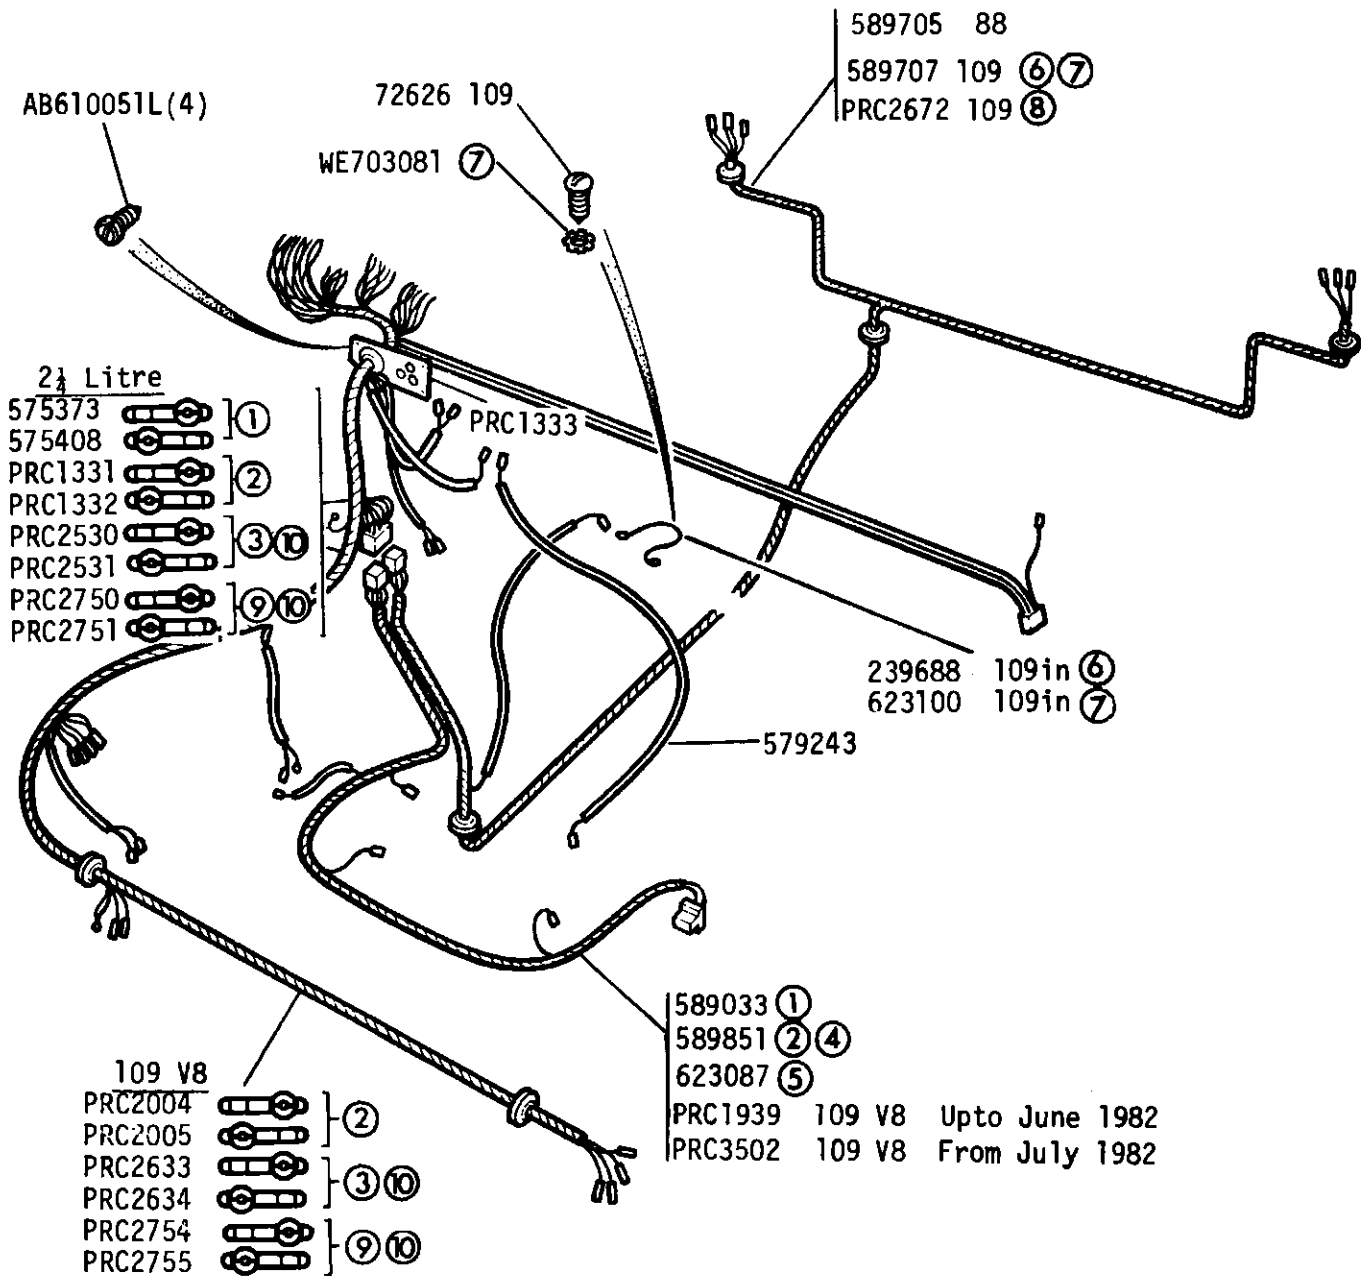 589705 88
589707 109 ⑥⑦
PRC2672 109 ⑧
AB610051L(4)
72626 109
WE703081 ⑦
2¼ Litre
575373
575408 ①
PRC1331
PRC1332 ②
PRC2530
PRC2531 ③⑩
PRC2750
PRC2751 ⑨⑩
PRC1333
239688 109in ⑥
623100 109in ⑦
579243
589033 ①
589851 ②④
623087 ⑤
PRC1939 109 V8 Upto June 1982
PRC3502 109 V8 From July 1982
109 V8
PRC2004
PRC2005 ②
PRC2633
PRC2634 ③⑩
PRC2754
PRC2755 ⑨⑩